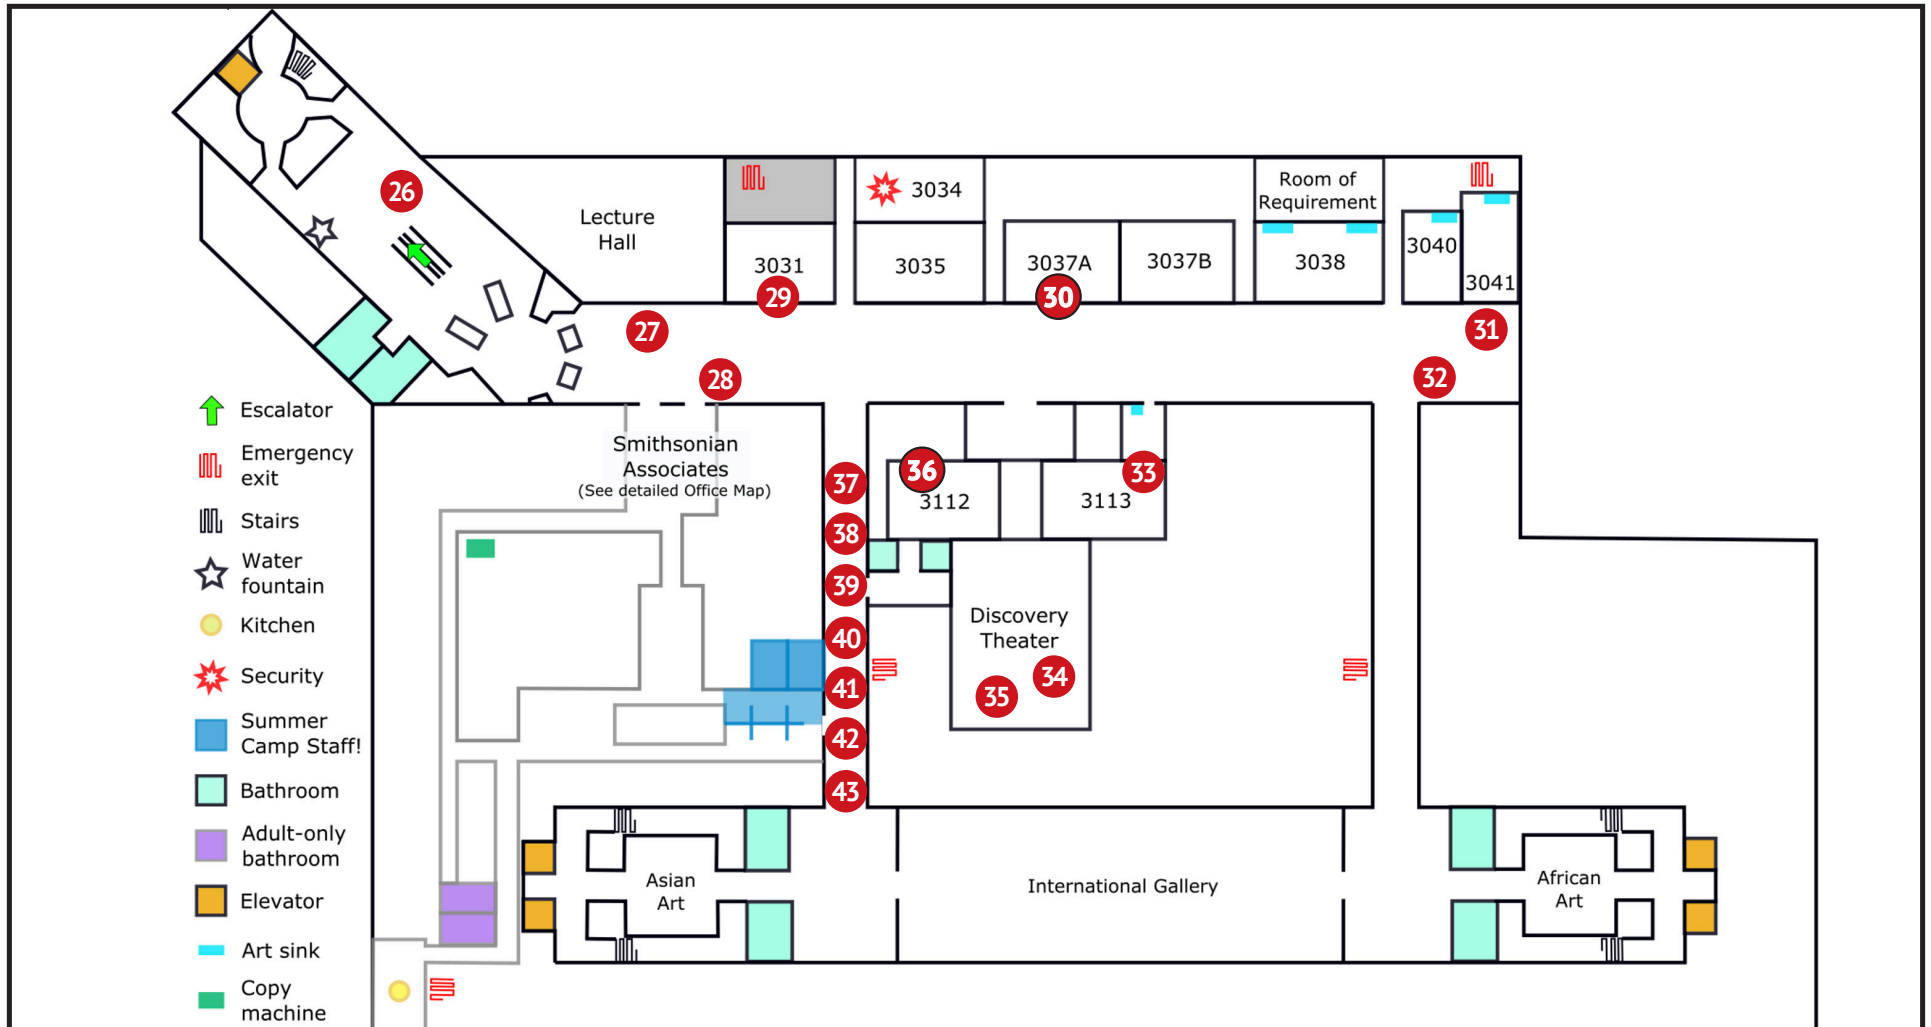 26
Lecture
Hall
3031
29
3034
3035
3037A
30
3037B
Room of
Requirement
3038
3040
3041
27
28
31
32
Smithsonian
Associates
(See detailed Office Map)
37
38
39
40
41
42
43
36
3112
33
3113
Discovery
Theater
34
35
Asian
Art
International Gallery
African
Art
Escalator
Emergency
exit
Stairs
Water
fountain
Kitchen
Security
Summer
Camp Staff!
Bathroom
Adult-only
bathroom
Elevator
Art sink
Copy
machine